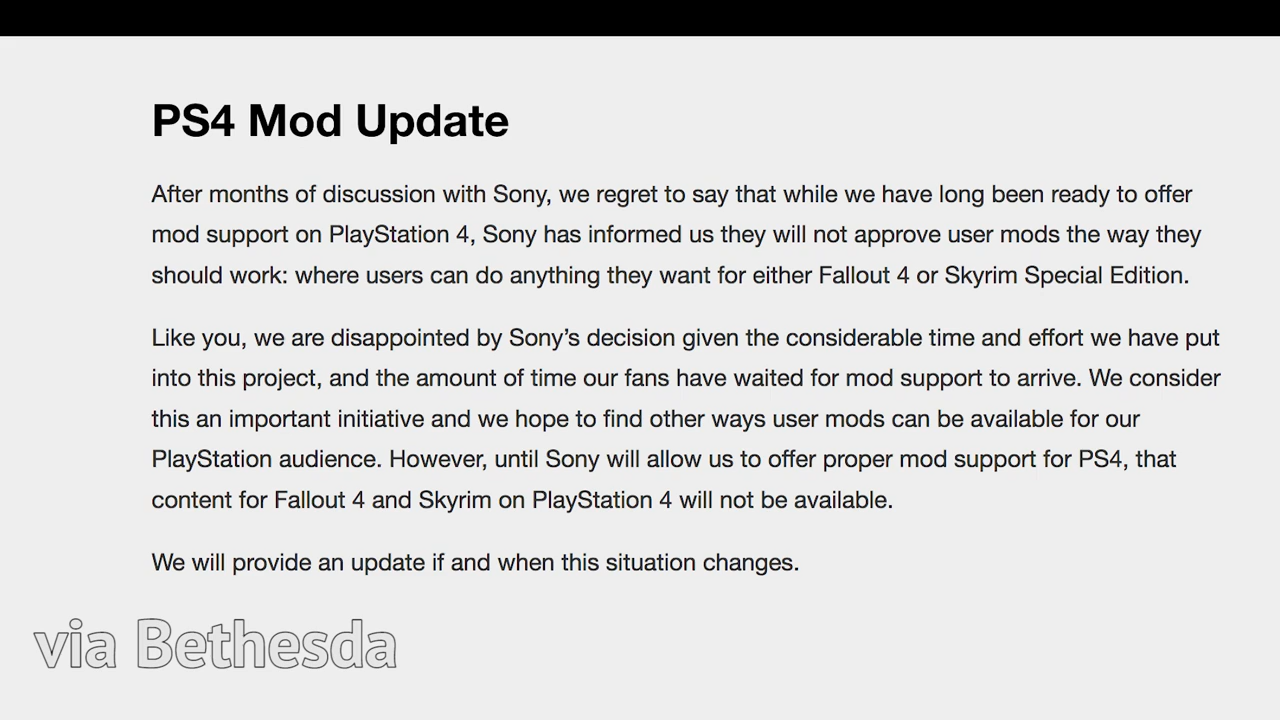 PS4 Mod Update
After months of discussion with Sony, we regret to say that while we have long been ready to offer
mod support on PlayStation 4, Sony has informed us they will not approve user mods the way they
should work: where users can do anything they want for either Fallout 4 or Skyrim Special Edition.
Like you, we are disappointed by Sony’s decision given the considerable time and effort we have put
into this project, and the amount of time our fans have waited for mod support to arrive. We consider
this an important initiative and we hope to find other ways user mods can be available for our
PlayStation audience. However, until Sony will allow us to offer proper mod support for PS4, that
content for Fallout 4 and Skyrim on PlayStation 4 will not be available.
We will provide an update if and when this situation changes.
via Bethesda